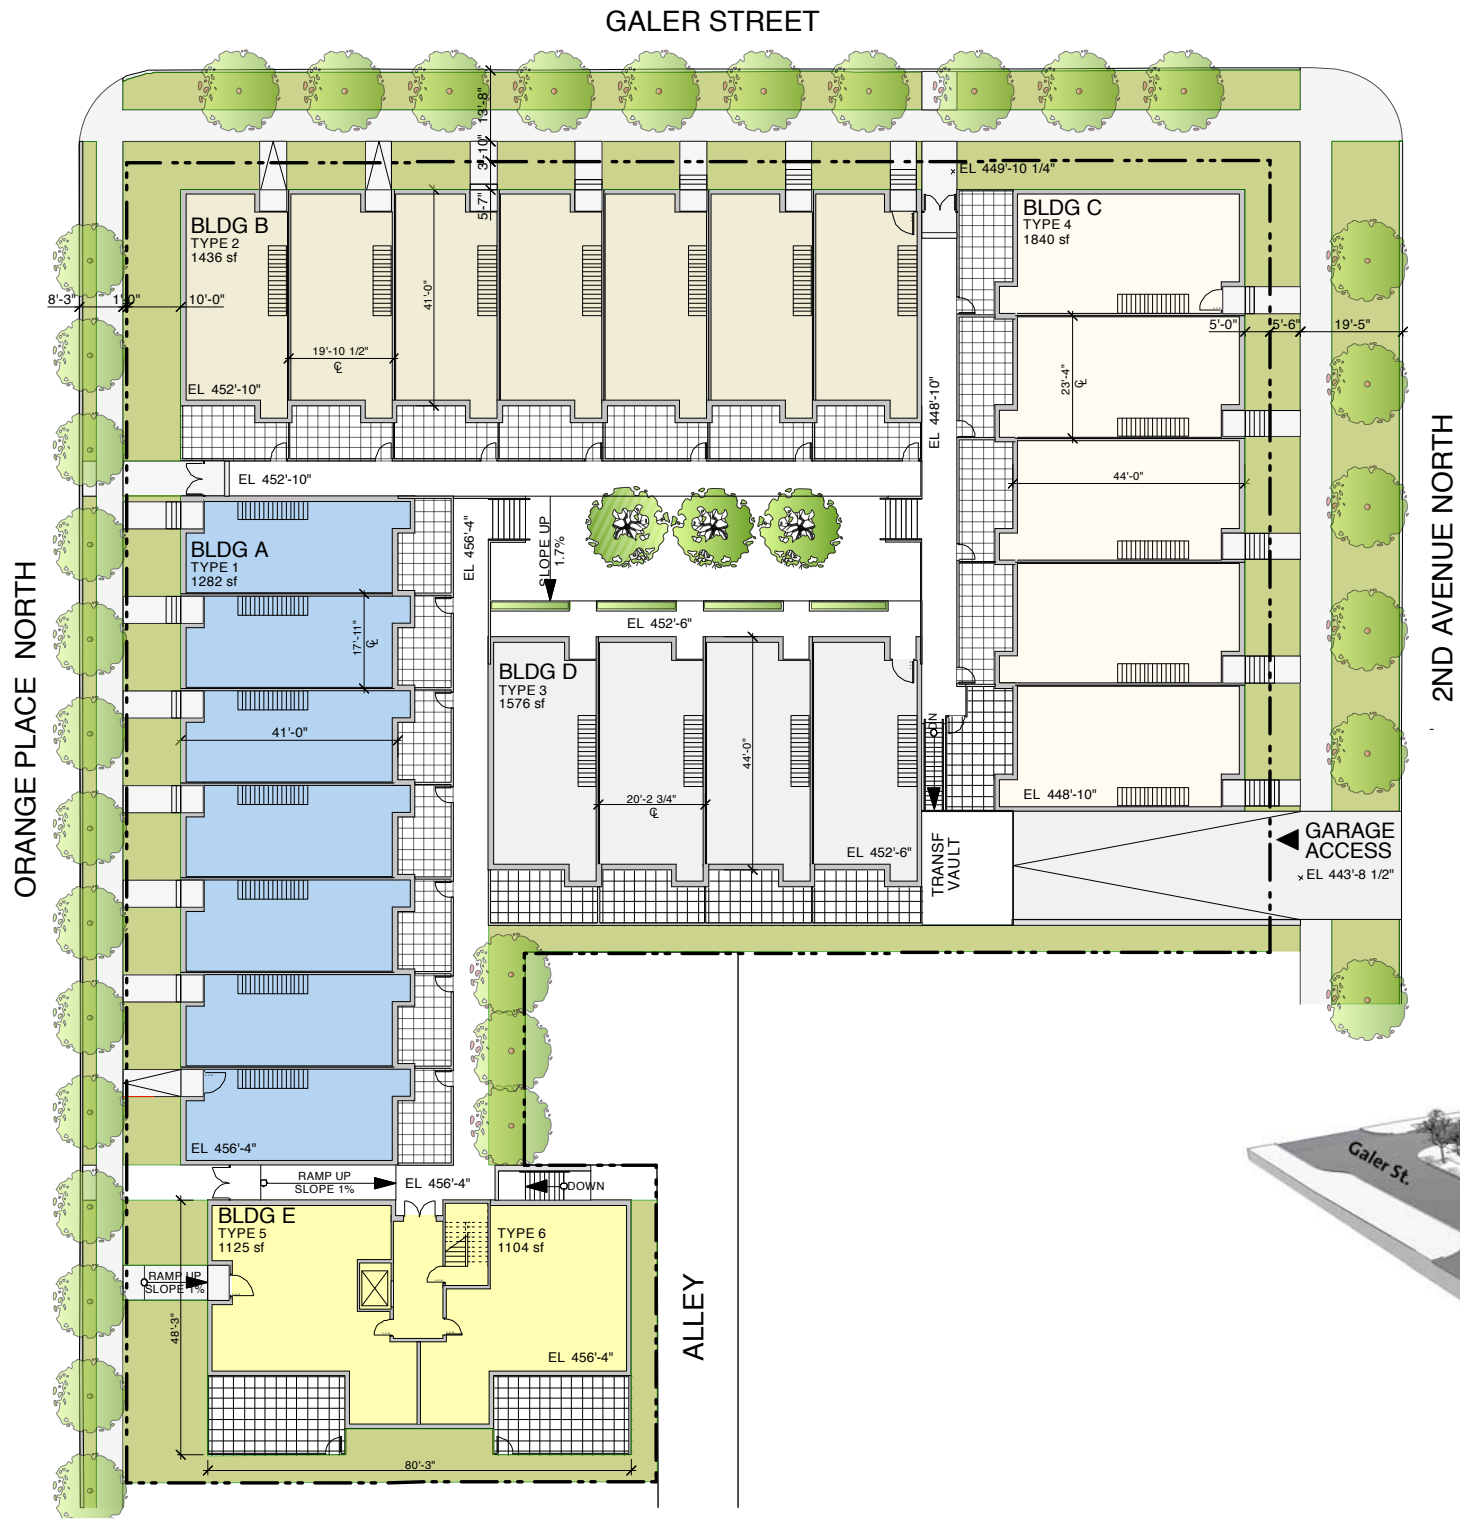 GALER STREET
13'-8"
3'-10"
5'-7"
EL 449'-10 1/4"
BLDG B
TYPE 2
1436 sf
BLDG C
TYPE 4
1840 sf
8'-3"
1'-0"
10'-0"
41'-0"
19'-10 1/2"
CL
EL 452'-10"
EL 448'-10"
5'-0"
5'-6"
19'-5"
23'-4"
CL
44'-0"
EL 452'-10"
EL 456'-4"
SLOPE UP
1.7%
BLDG A
TYPE 1
1282 sf
17'-11"
CL
EL 452'-6"
BLDG D
TYPE 3
1576 sf
41'-0"
44'-0"
20'-2 3/4"
CL
EL 452'-6"
DN
EL 448'-10"
TRANSF
VAULT
GARAGE
ACCESS
EL 443'-8 1/2"
ORANGE PLACE NORTH
2ND AVENUE NORTH
EL 456'-4"
RAMP UP
SLOPE 1%
EL 456'-4"
DOWN
BLDG E
TYPE 5
1125 sf
TYPE 6
1104 sf
RAMP UP
SLOPE 1%
48'-3"
EL 456'-4"
80'-3"
ALLEY
Galer St.